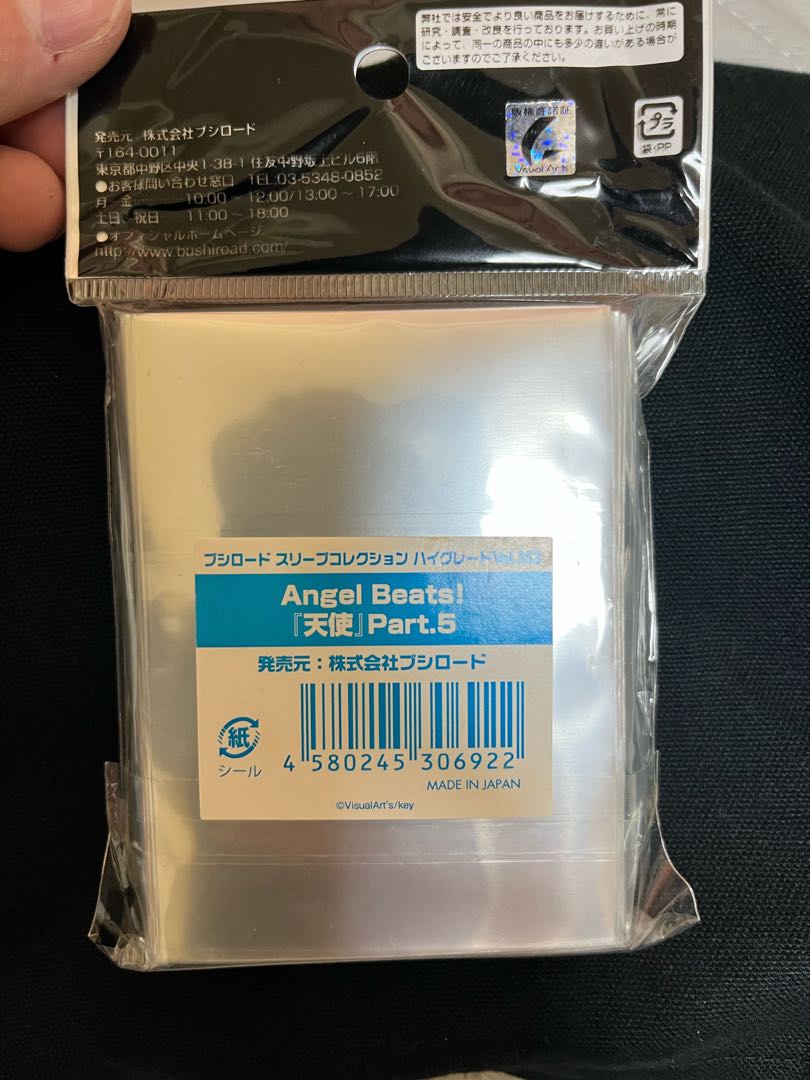 弊社では安全でより良い商品をお届けするために、常に
研究・調査・改良を行っております。お買い上げの時期
によって、同一の商品の中にも多少の違いがある場合が
ございますのでご了承ください。
発売元：株式会社ブシロード
〒164-0011
東京都中野区中央1-38-1 住友中野坂上ビル6階
●お客様問い合わせ窓口 TEL:03-5348-0852
月～金………10:00～12:00/13:00～17:00
土日、祝日 11:00～18:00
●オフィシャルホームページ
http://www.bushiroad.com/
版権許諾証
Visual Art's
プラ
袋・PP
ブシロード スリーブコレクション ハイグレード Vol.
Angel Beats!
『天使』Part.5
発売元：株式会社ブシロード
紙
シール
4 580245 306922
MADE IN JAPAN
©VisualArt's/key